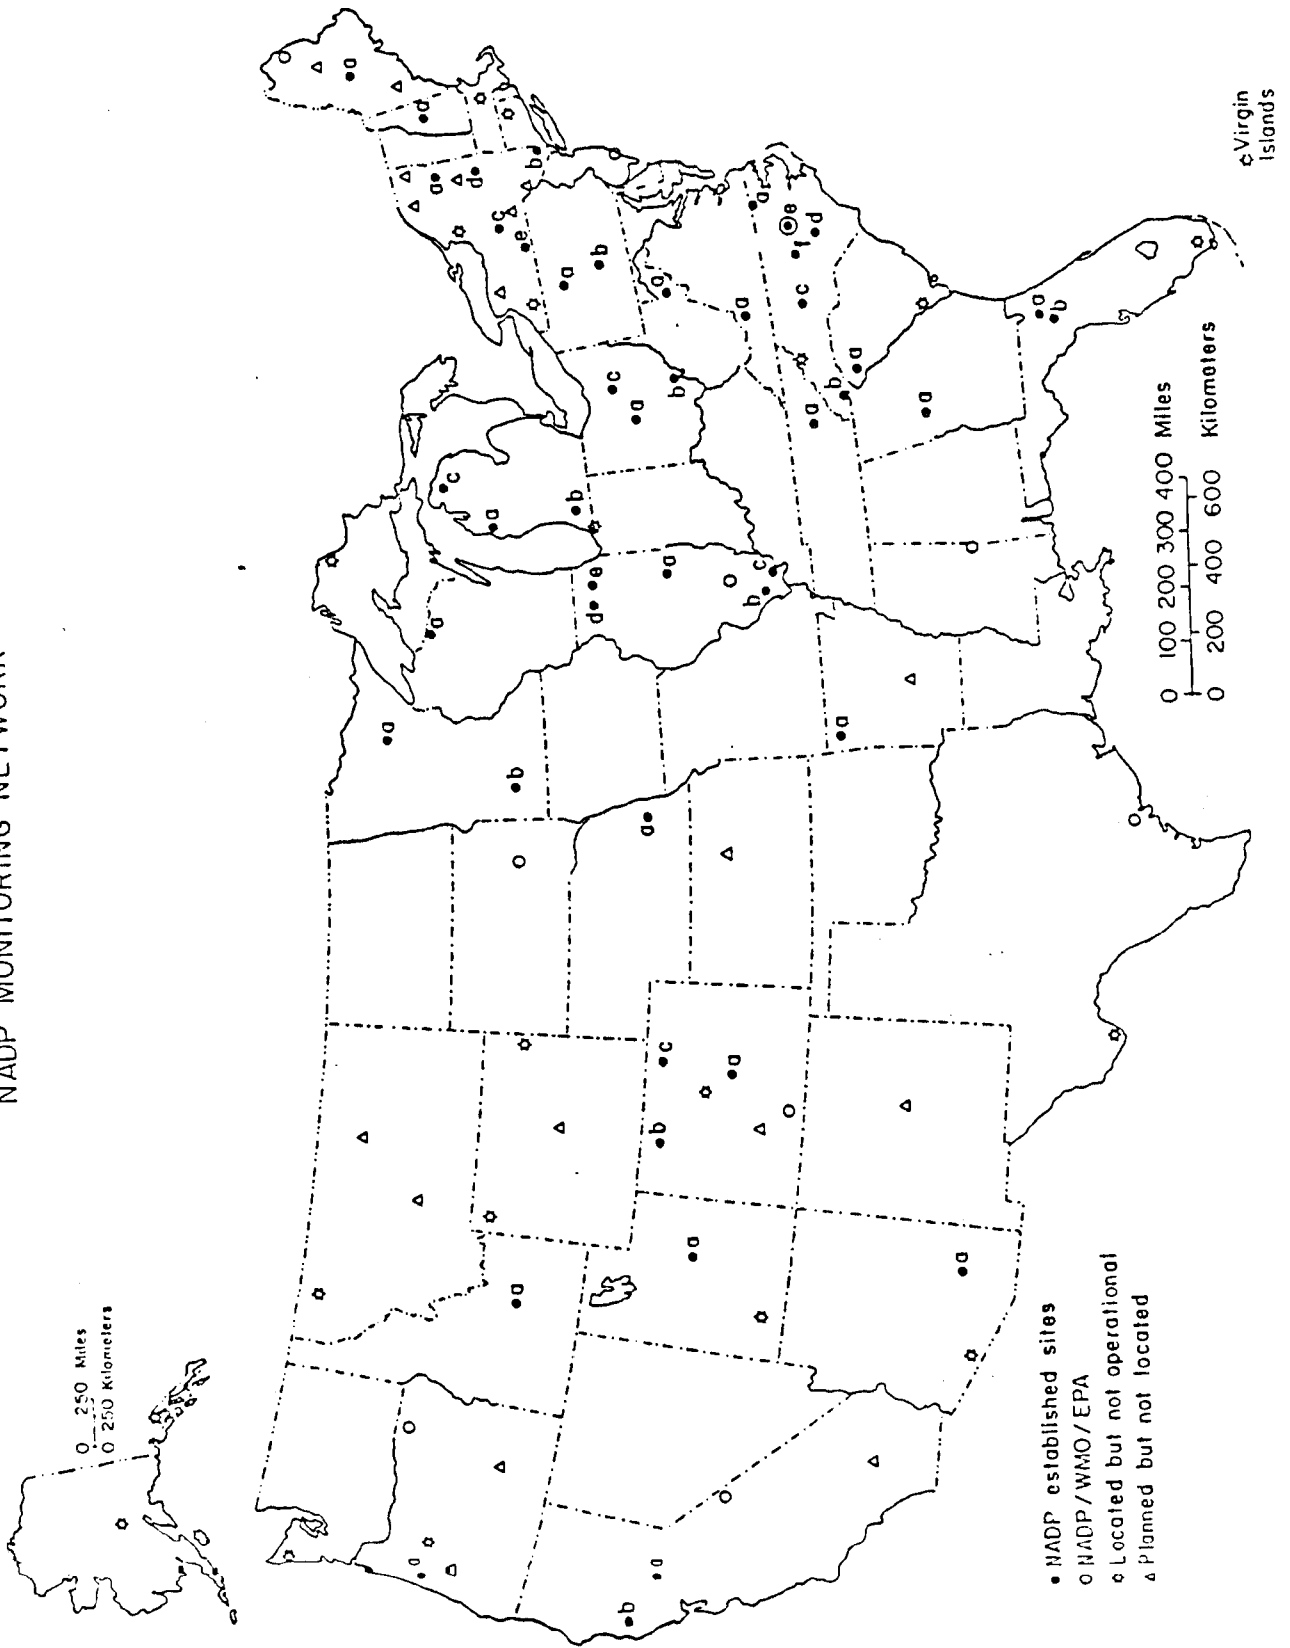 NADP MONITORING NETWORK
0 250 Miles
0 250 Kilometers
a
b
a
b
a
a
a
b
c
a
a
a
b
a
a
d
e
a
b
c
a
c
b
a
b
c
a
c
b
a
b
a
d
c
e
b
d
a
a
a
a
a
b
a
c
f
e
d
a
a
b
Virgin
Islands
0 100 200 300 400 Miles
0 200 400 600 Kilometers
NADP established sites
NADP/WMO/EPA
Located but not operational
Planned but not located